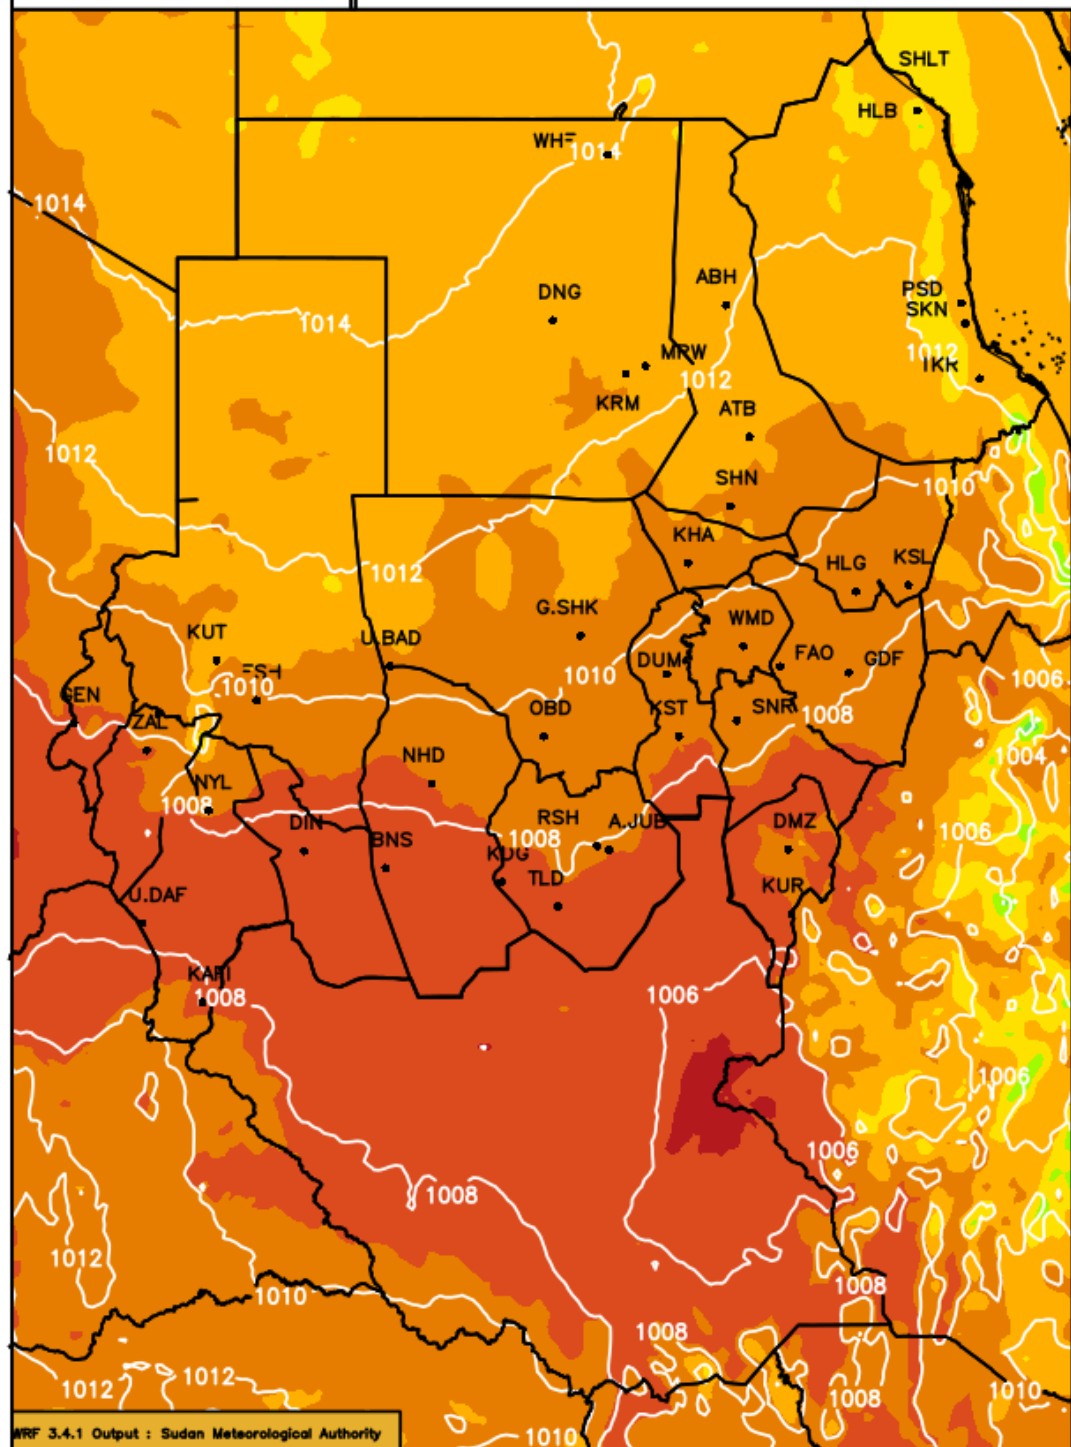 SHLT
HLB
WHF
1014
1014
ABH
DNG
PSD
SKN
1014
MRW
1012
TKR
1012
KRM
ATB
1012
SHN
1010
KHA
HLG
KSL
1012
G.SHK
WMD
KUT
U.BAD
DUM
FAO
GDF
FSH
1010
1010
1006
GEN
OBD
KST
SNR
1008
ZAL
NHD
1004
NYL
1008
RSH
A.JUB
DIN
DMZ
1006
BNS
1008
KDG
TLD
KUR
U.DAF
KAFI
1008
1006
1006
1006
1008
1012
1008
1010
1008
1012
1012
1008
1010
1010
WRF 3.4.1 Output : Sudan Meteorological Authority